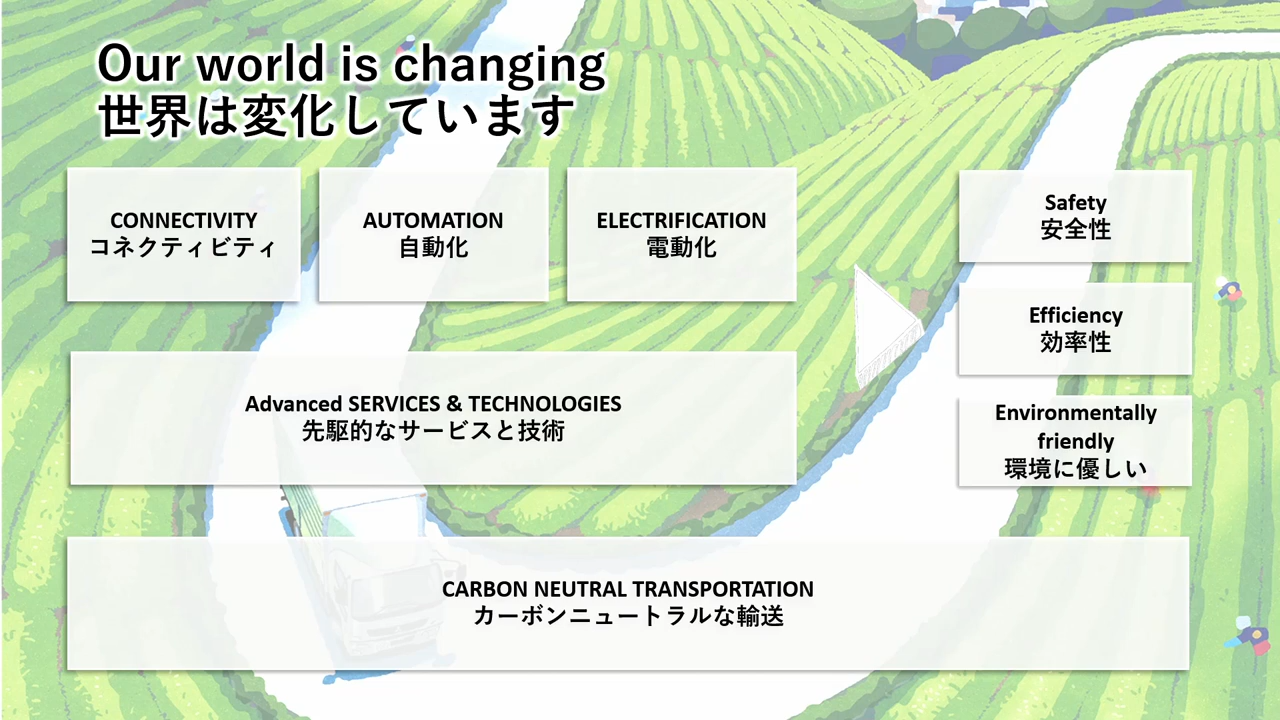 Our world is changing
世界は変化しています
CONNECTIVITY
コネクティビティ
AUTOMATION
自動化
ELECTRIFICATION
電動化
Advanced SERVICES & TECHNOLOGIES
先駆的なサービスと技術
Safety
安全性
Efficiency
効率性
Environmentally
friendly
環境に優しい
CARBON NEUTRAL TRANSPORTATION
カーボンニュートラルな輸送